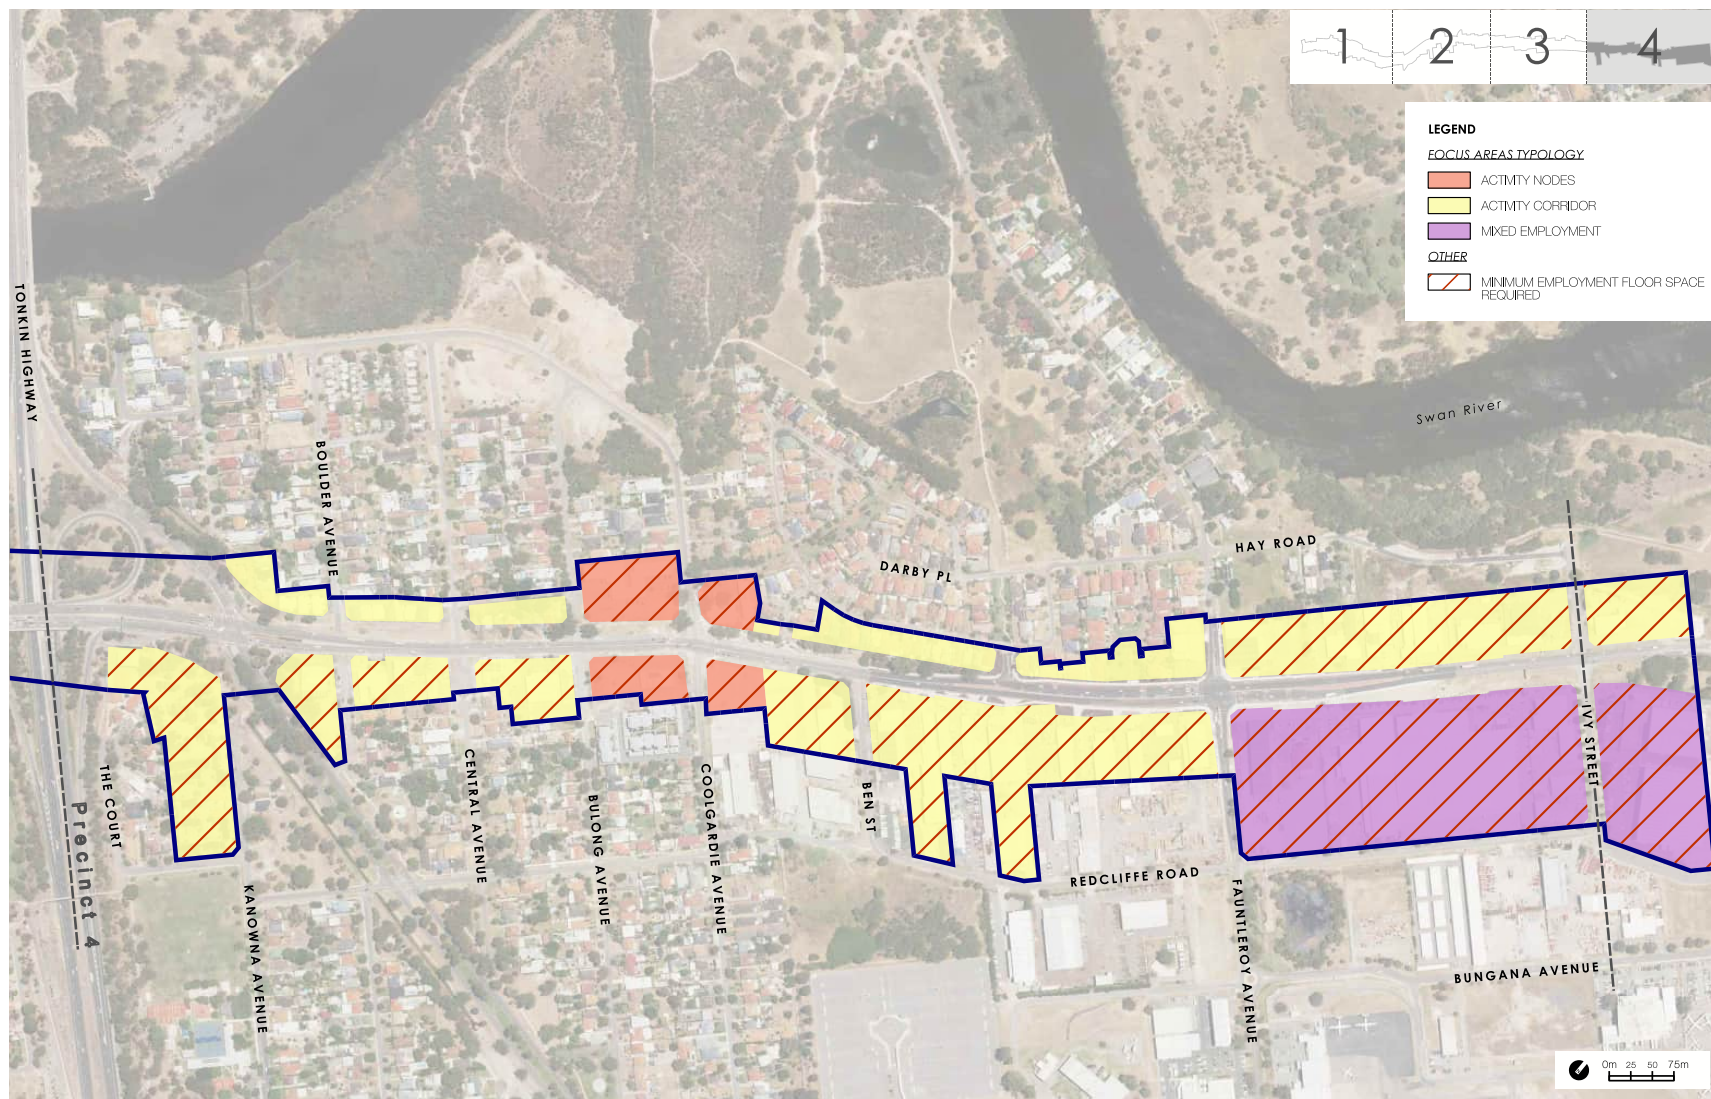 1 2 3 4
LEGEND
FOCUS AREAS TYPOLOGY
ACTIVITY NODES
ACTIVITY CORRIDOR
MIXED EMPLOYMENT
OTHER
MINIMUM EMPLOYMENT FLOOR SPACE
REQUIRED
TONKIN HIGHWAY
Swan River
BOULDER AVENUE
HAY ROAD
DARBY PL
IVY STREET
THE COURT
Precinct 4
CENTRAL AVENUE
BULONG AVENUE
COOLGARDIE AVENUE
BEN ST
REDCLIFFE ROAD
KANOWNA AVENUE
FAUNTLEROY AVENUE
BUNGANA AVENUE
0m 25 50 75m